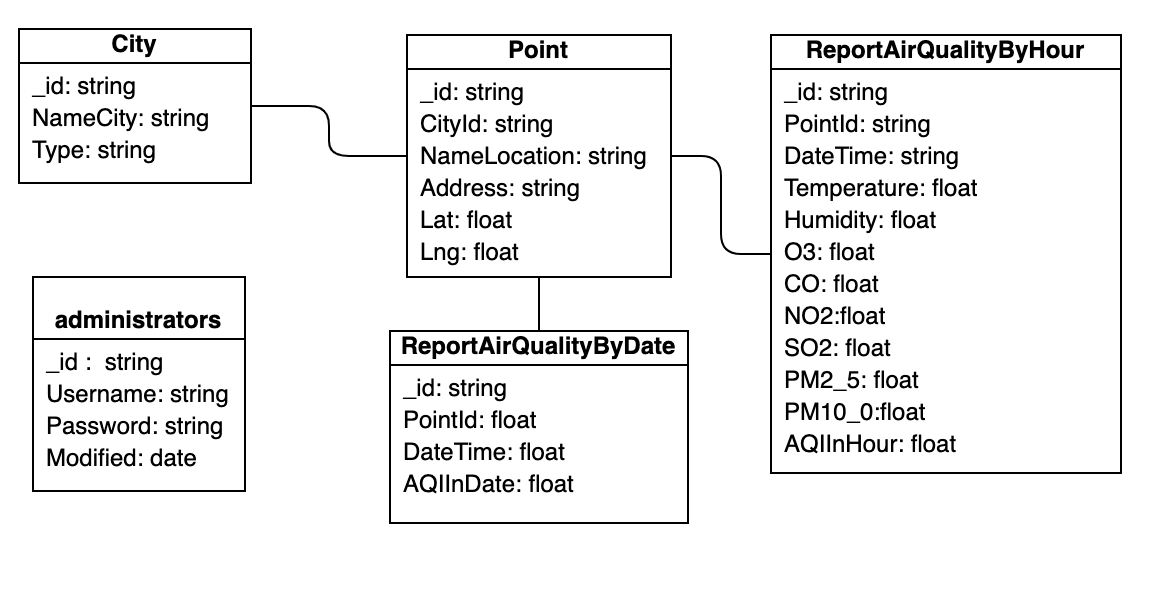 City
_id: string
NameCity: string
Type: string
Point
_id: string
CityId: string
NameLocation: string
Address: string
Lat: float
Lng: float
ReportAirQualityByHour
_id: string
PointId: string
DateTime: string
Temperature: float
Humidity: float
O3: float
CO: float
NO2:float
SO2: float
PM2_5: float
PM10_0:float
AQIInHour: float
administrators
_id :  string
Username: string
Password: string
Modified: date
ReportAirQualityByDate
_id: string
PointId: float
DateTime: float
AQIInDate: float